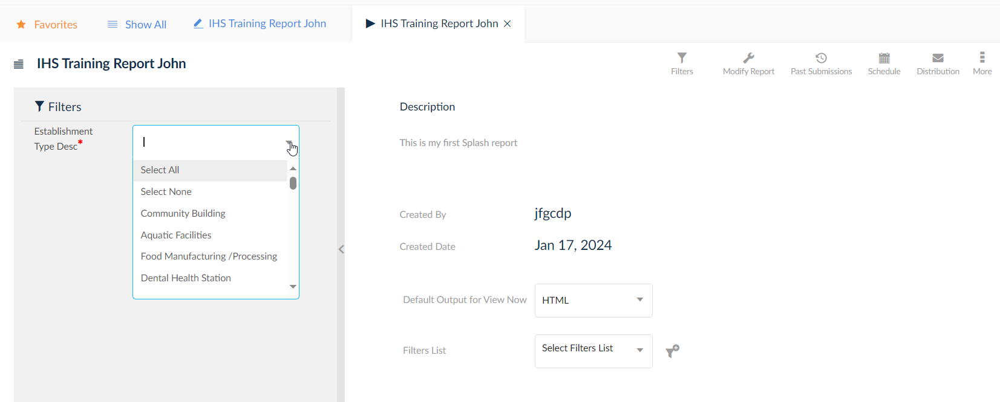 Favorites
Show All
IHS Training Report John
IHS Training Report John
IHS Training Report John
Filters
Modify Report
Past Submissions
Schedule
Distribution
More
Filters
Establishment
Type Desc*
Select All
Select None
Community Building
Aquatic Facilities
Food Manufacturing /Processing
Dental Health Station
Description
This is my first Splash report
Created By jfgcdp
Created Date Jan 17, 2024
Default Output for View Now HTML
Filters List Select Filters List